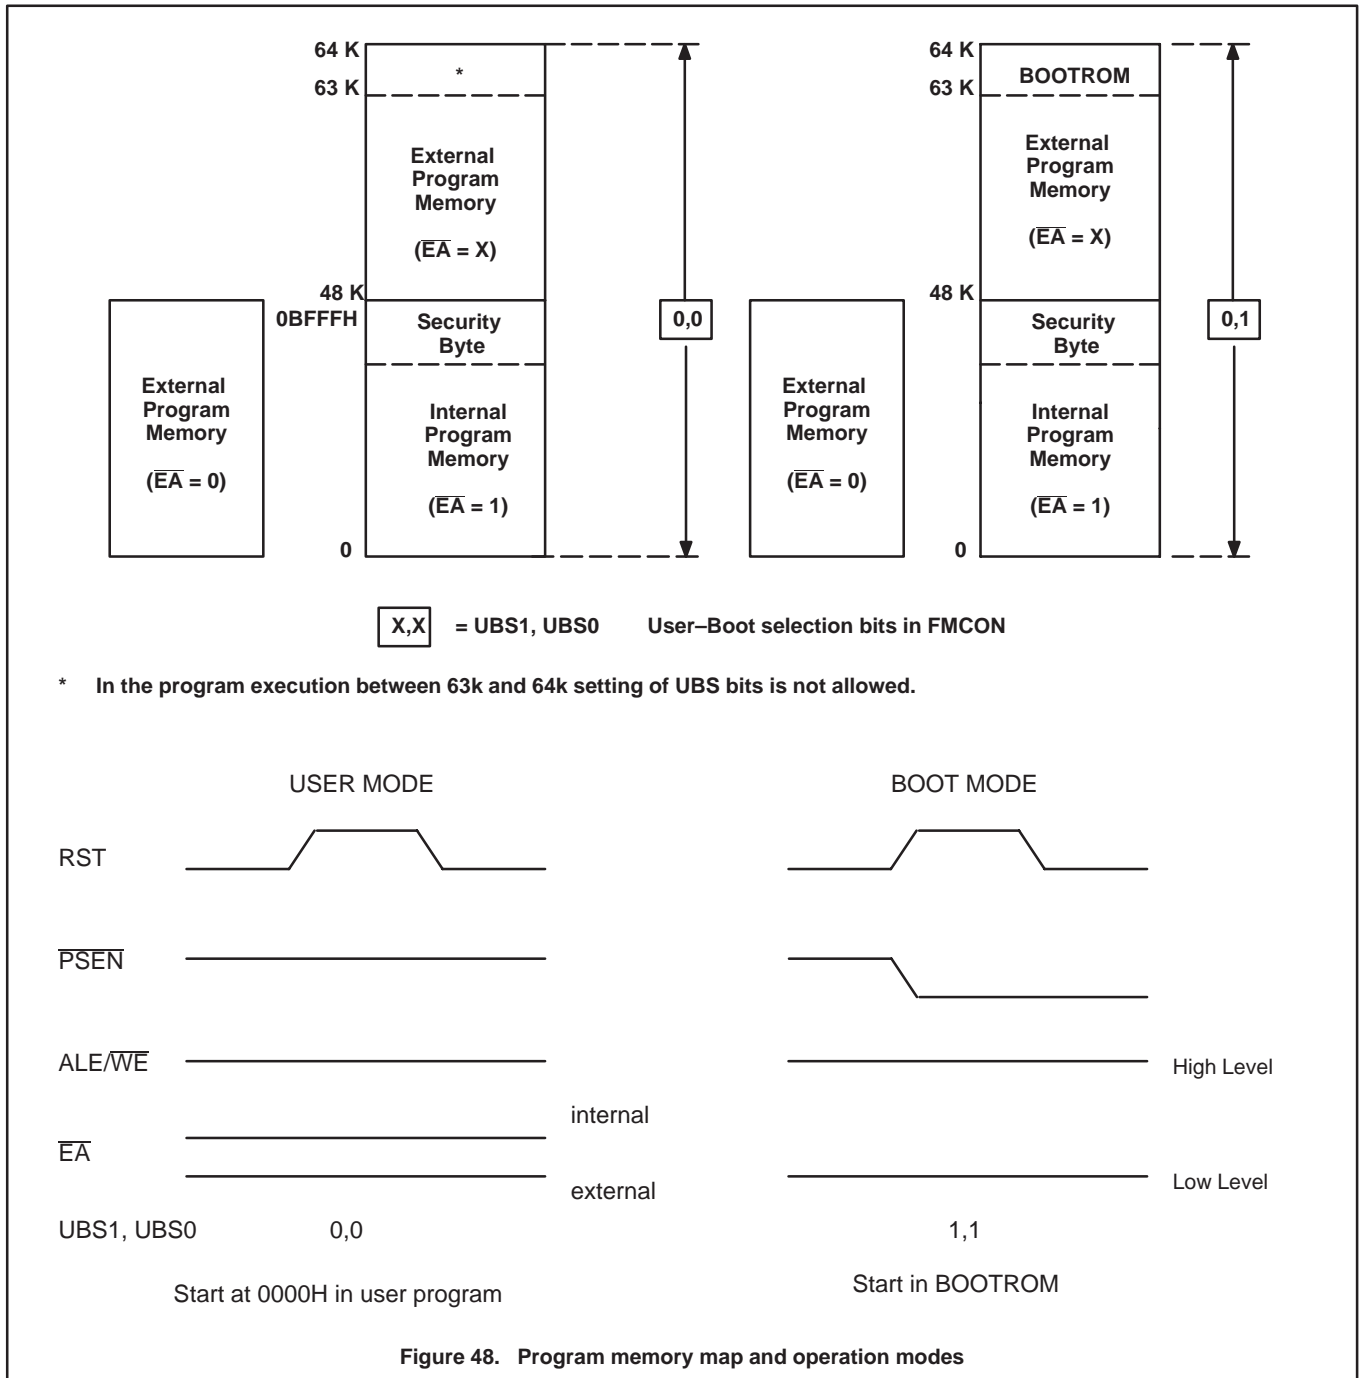 64 K
*
63 K
External
Program
Memory
(EA = X)
48 K
0BFFFH
Security
Byte
0,0
External
Program
Memory
(EA = 0)
Internal
Program
Memory
(EA = 1)
0
64 K
BOOTROM
63 K
External
Program
Memory
(EA = X)
48 K
Security
Byte
0,1
External
Program
Memory
(EA = 0)
Internal
Program
Memory
(EA = 1)
0
X,X = UBS1, UBS0 User–Boot selection bits in FMCON
* In the program execution between 63k and 64k setting of UBS bits is not allowed.
USER MODE BOOT MODE
RST
PSEN
ALE/WE High Level
internal
EA
external Low Level
UBS1, UBS0 0,0 1,1
Start at 0000H in user program Start in BOOTROM
Figure 48. Program memory map and operation modes